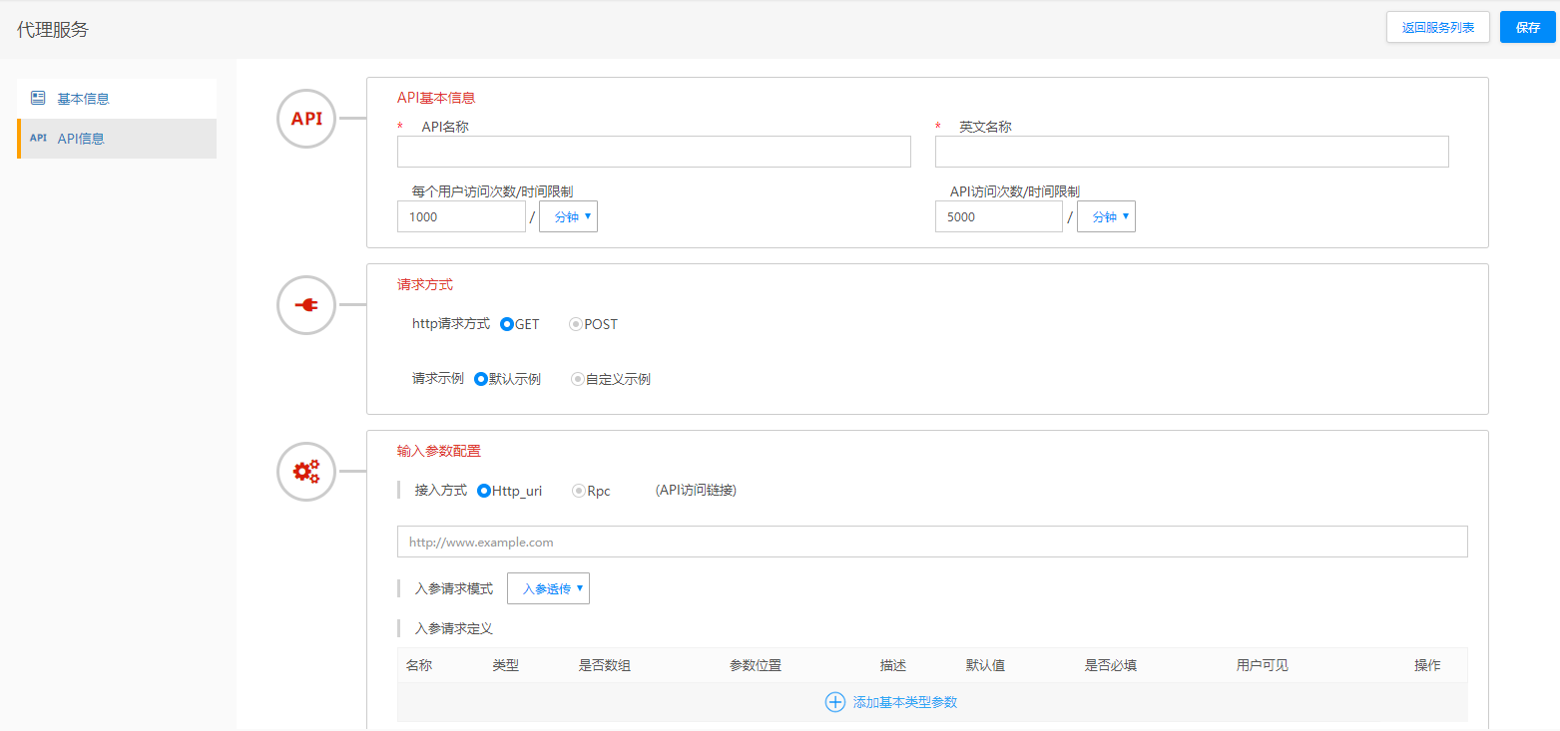 代理服务
返回服务列表 保存
基本信息
API API信息
API
API基本信息
* API名称 * 英文名称
每个用户访问次数/时间限制 API访问次数/时间限制
1000 / 分钟 5000 / 分钟
请求方式
http请求方式 GET POST
请求示例 默认示例 自定义示例
输入参数配置
接入方式 Http_uri Rpc (API访问链接)
http://www.example.com
入参请求模式 入参透传
入参请求定义
名称 类型 是否数组 参数位置 描述 默认值 是否必填 用户可见 操作
添加基本类型参数